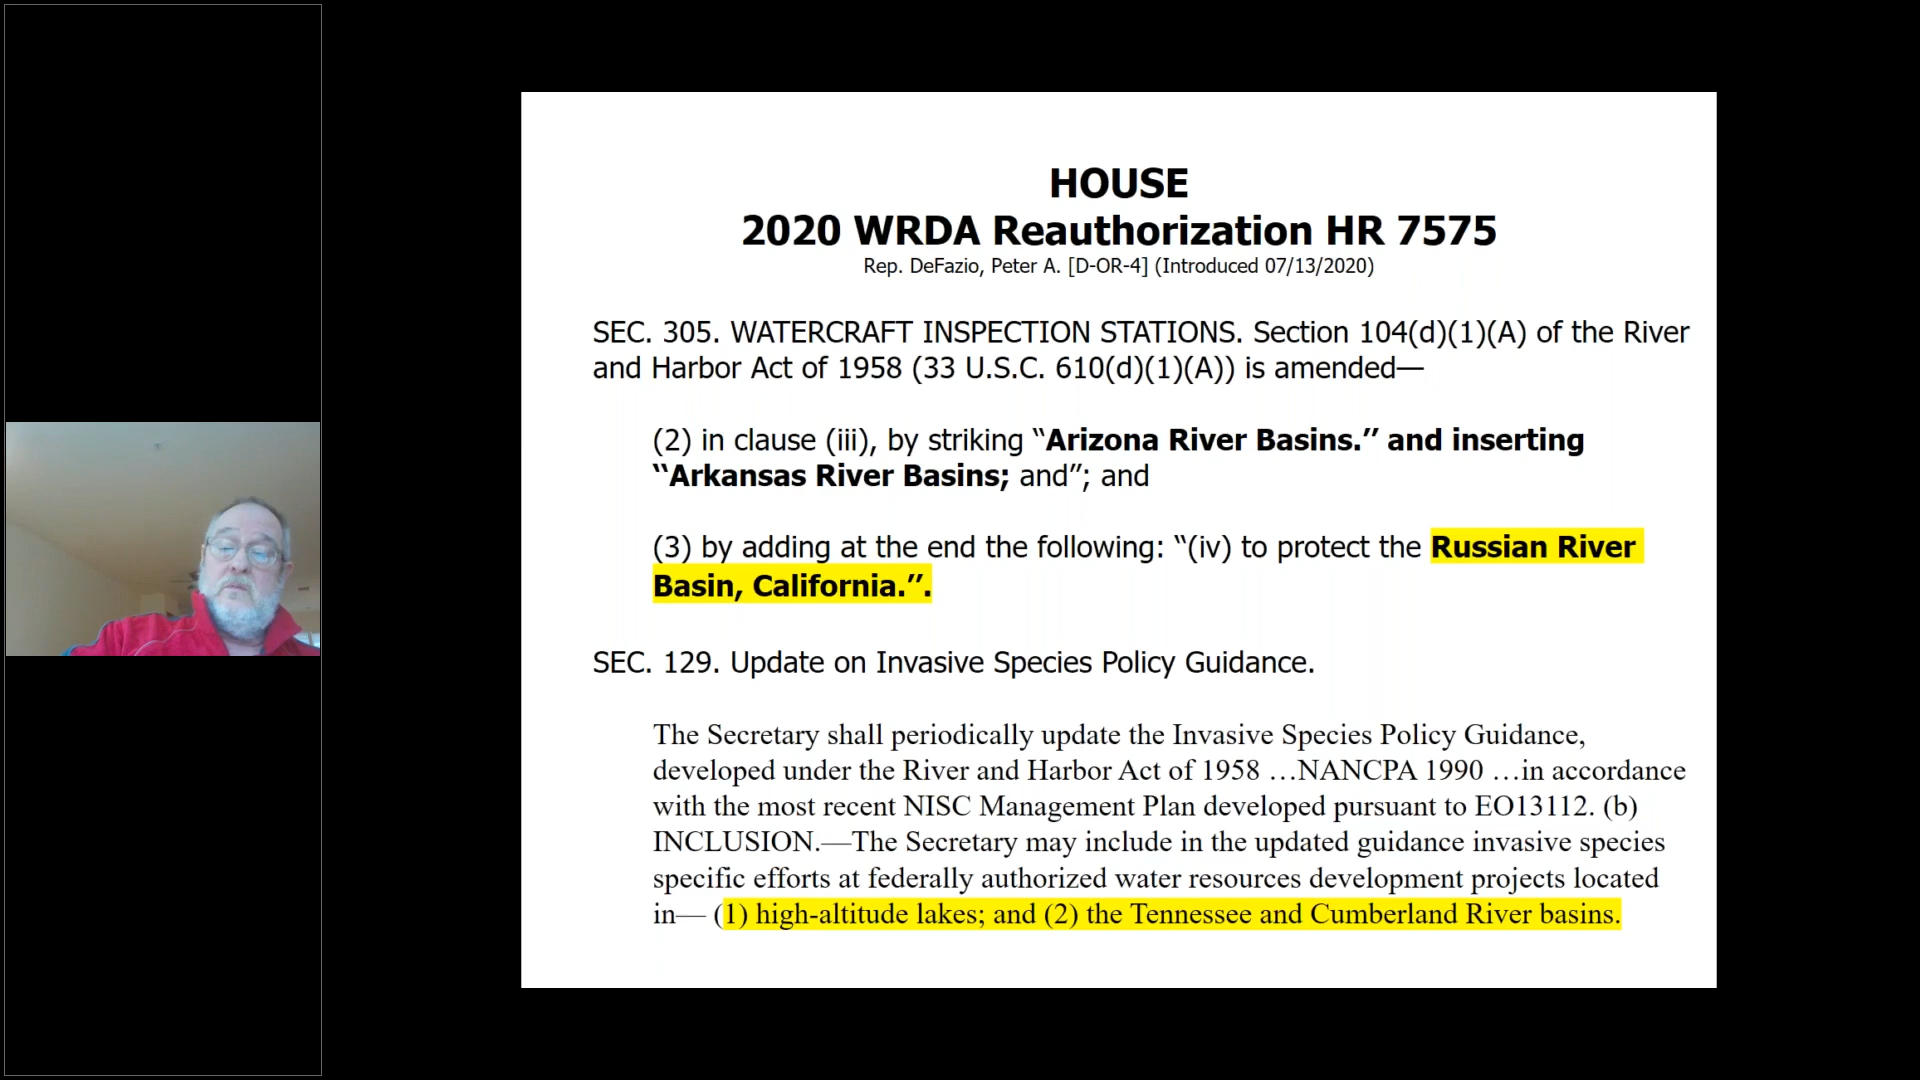 HOUSE
2020 WRDA Reauthorization HR 7575
Rep. DeFazio, Peter A. [D-OR-4] (Introduced 07/13/2020)
SEC. 305. WATERCRAFT INSPECTION STATIONS. Section 104(d)(1)(A) of the River
and Harbor Act of 1958 (33 U.S.C. 610(d)(1)(A)) is amended—
(2) in clause (iii), by striking ‘‘Arizona River Basins.’’ and inserting
‘‘Arkansas River Basins; and’’; and
(3) by adding at the end the following: ‘‘(iv) to protect the Russian River
Basin, California.’’.
SEC. 129. Update on Invasive Species Policy Guidance.
The Secretary shall periodically update the Invasive Species Policy Guidance,
developed under the River and Harbor Act of 1958 …NANCPA 1990 …in accordance
with the most recent NISC Management Plan developed pursuant to EO13112. (b)
INCLUSION.—The Secretary may include in the updated guidance invasive species
specific efforts at federally authorized water resources development projects located
in— (1) high-altitude lakes; and (2) the Tennessee and Cumberland River basins.